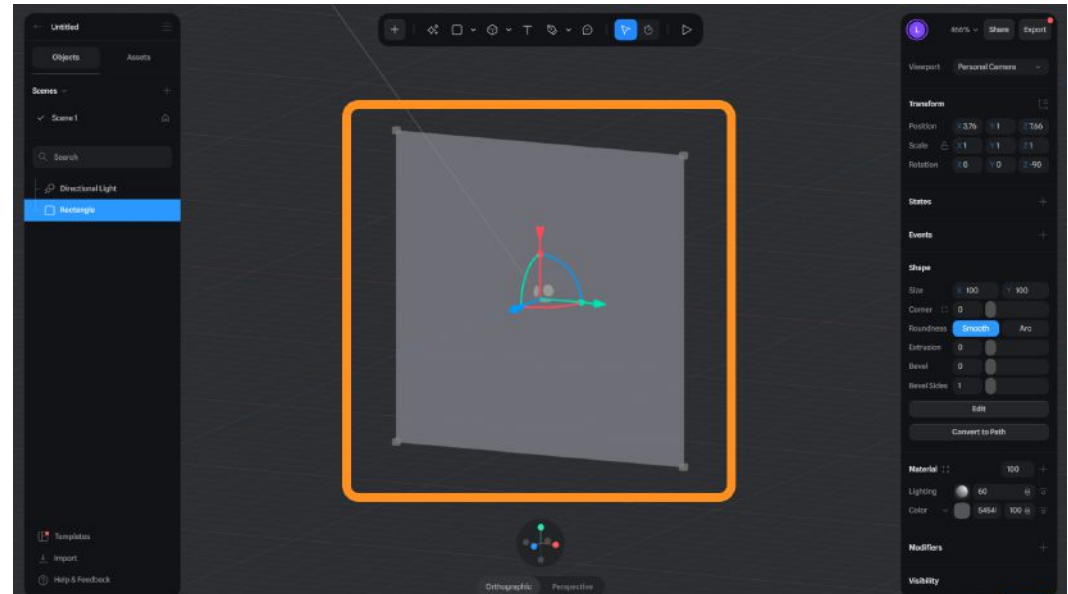 Untitled
Objects Assets
Scenes
Scene 1
Search
Directional Light
Rectangle
Templates
Import
Help & Feedback
T
Orthographic Perspective
L 466% Share Export
Viewport Personal Camera
Transform
Position X 3.76 Y 1 Z 7.66
Scale X 1 Y 1 Z 1
Rotation X 0 Y 0 Z -90
States
Events
Shape
Size X 100 Y 100
Corner 0
Roundness Smooth Arc
Extrusion 0
Bevel 0
Bevel Sides 1
Edit
Convert to Path
Material 100
Lighting 60
Color 100
Modifiers
Visibility